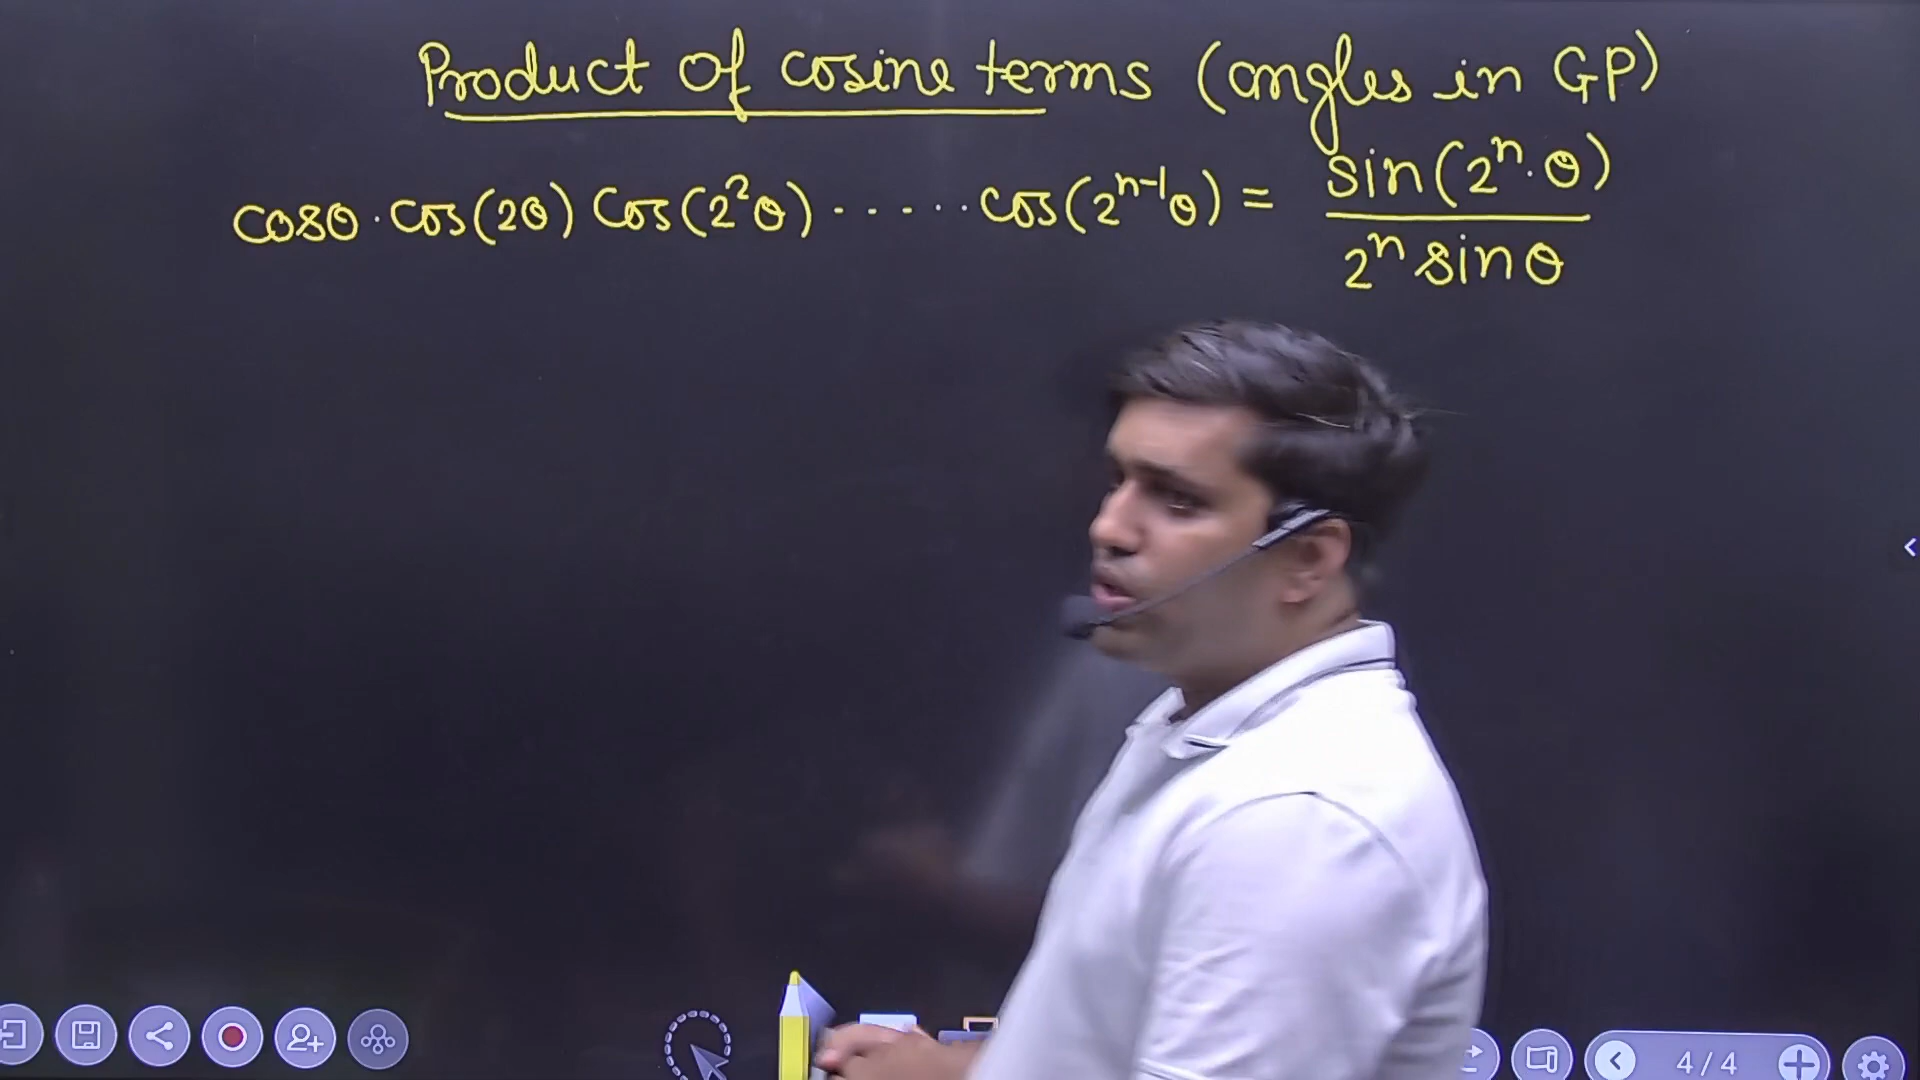 Product of cosine terms (angles in GP)
cosθ · cos(2θ) cos(2²θ) ------ cos(2ⁿ⁻¹θ) = sin(2ⁿ·θ) / 2ⁿ sinθ
4/4